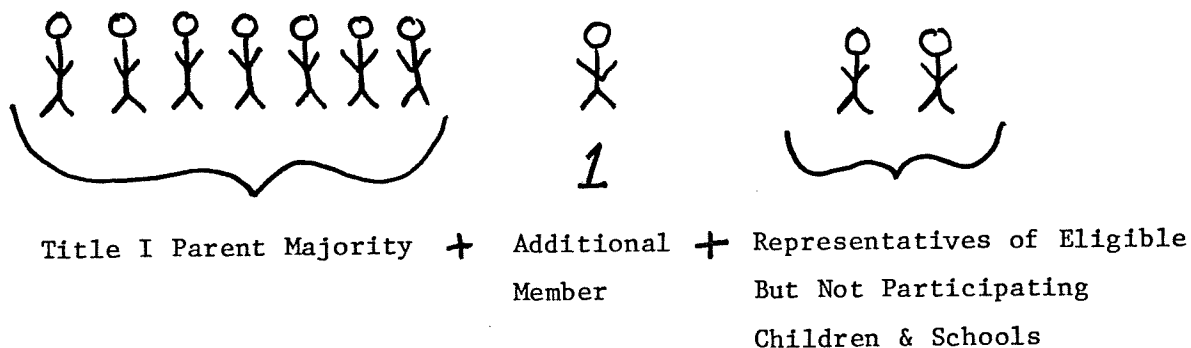 1
Title I Parent Majority + Additional + Representatives of Eligible
Member But Not Participating
Children & Schools